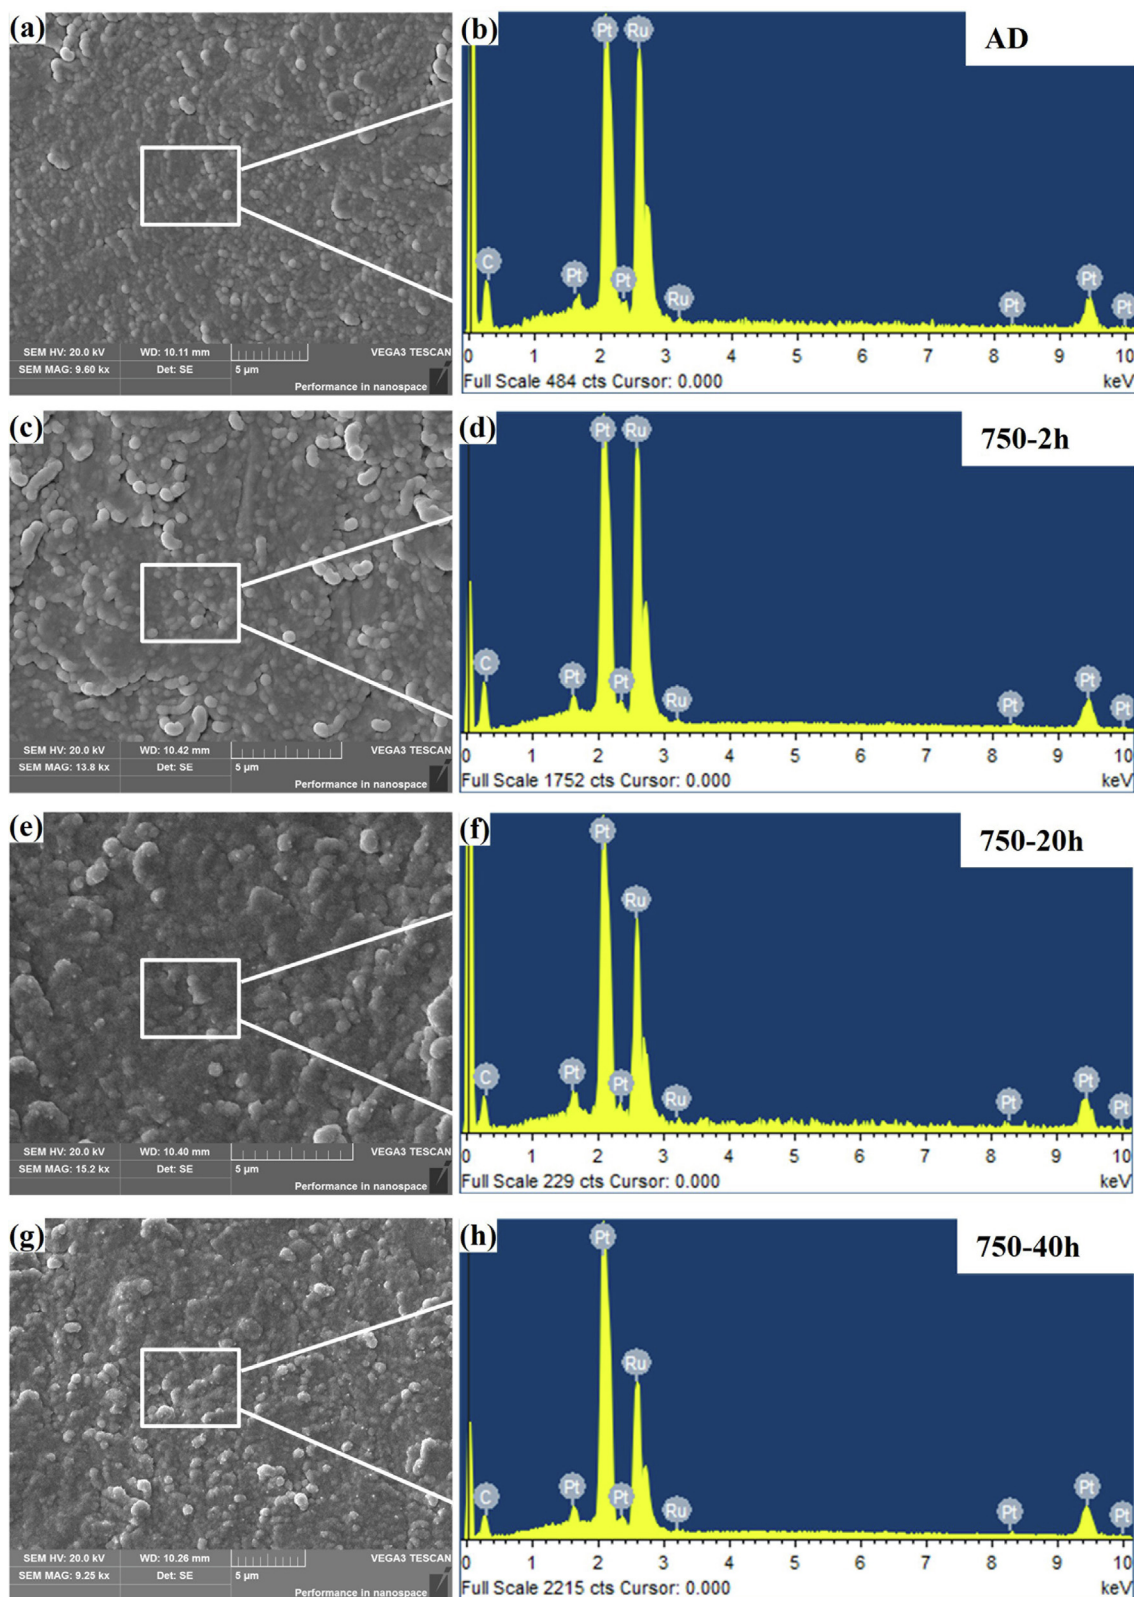 (a)
SEM HV: 20.0 kV WD: 10.11 mm VEGA3 TESCAN
SEM MAG: 9.60 kx Det: SE 5 µm
Performance in nanospace
(b) Pt Ru AD
C Pt Pt Ru Pt Pt Pt
0 1 2 3 4 5 6 7 8 9 10
Full Scale 484 cts Cursor: 0.000 keV
(c)
SEM HV: 20.0 kV WD: 10.42 mm VEGA3 TESCAN
SEM MAG: 13.8 kx Det: SE 5 µm
Performance in nanospace
(d) Pt Ru 750-2h
C Pt Pt Ru Pt Pt Pt
0 1 2 3 4 5 6 7 8 9 10
Full Scale 1752 cts Cursor: 0.000 keV
(e)
SEM HV: 20.0 kV WD: 10.40 mm VEGA3 TESCAN
SEM MAG: 15.2 kx Det: SE 5 µm
Performance in nanospace
(f) Pt 750-20h
Ru
C Pt Pt Ru Pt Pt Pt
0 1 2 3 4 5 6 7 8 9 10
Full Scale 229 cts Cursor: 0.000 keV
(g)
SEM HV: 20.0 kV WD: 10.26 mm VEGA3 TESCAN
SEM MAG: 9.25 kx Det: SE 5 µm
Performance in nanospace
(h) Pt 750-40h
Ru
C Pt Pt Ru Pt Pt Pt
0 1 2 3 4 5 6 7 8 9 10
Full Scale 2215 cts Cursor: 0.000 keV